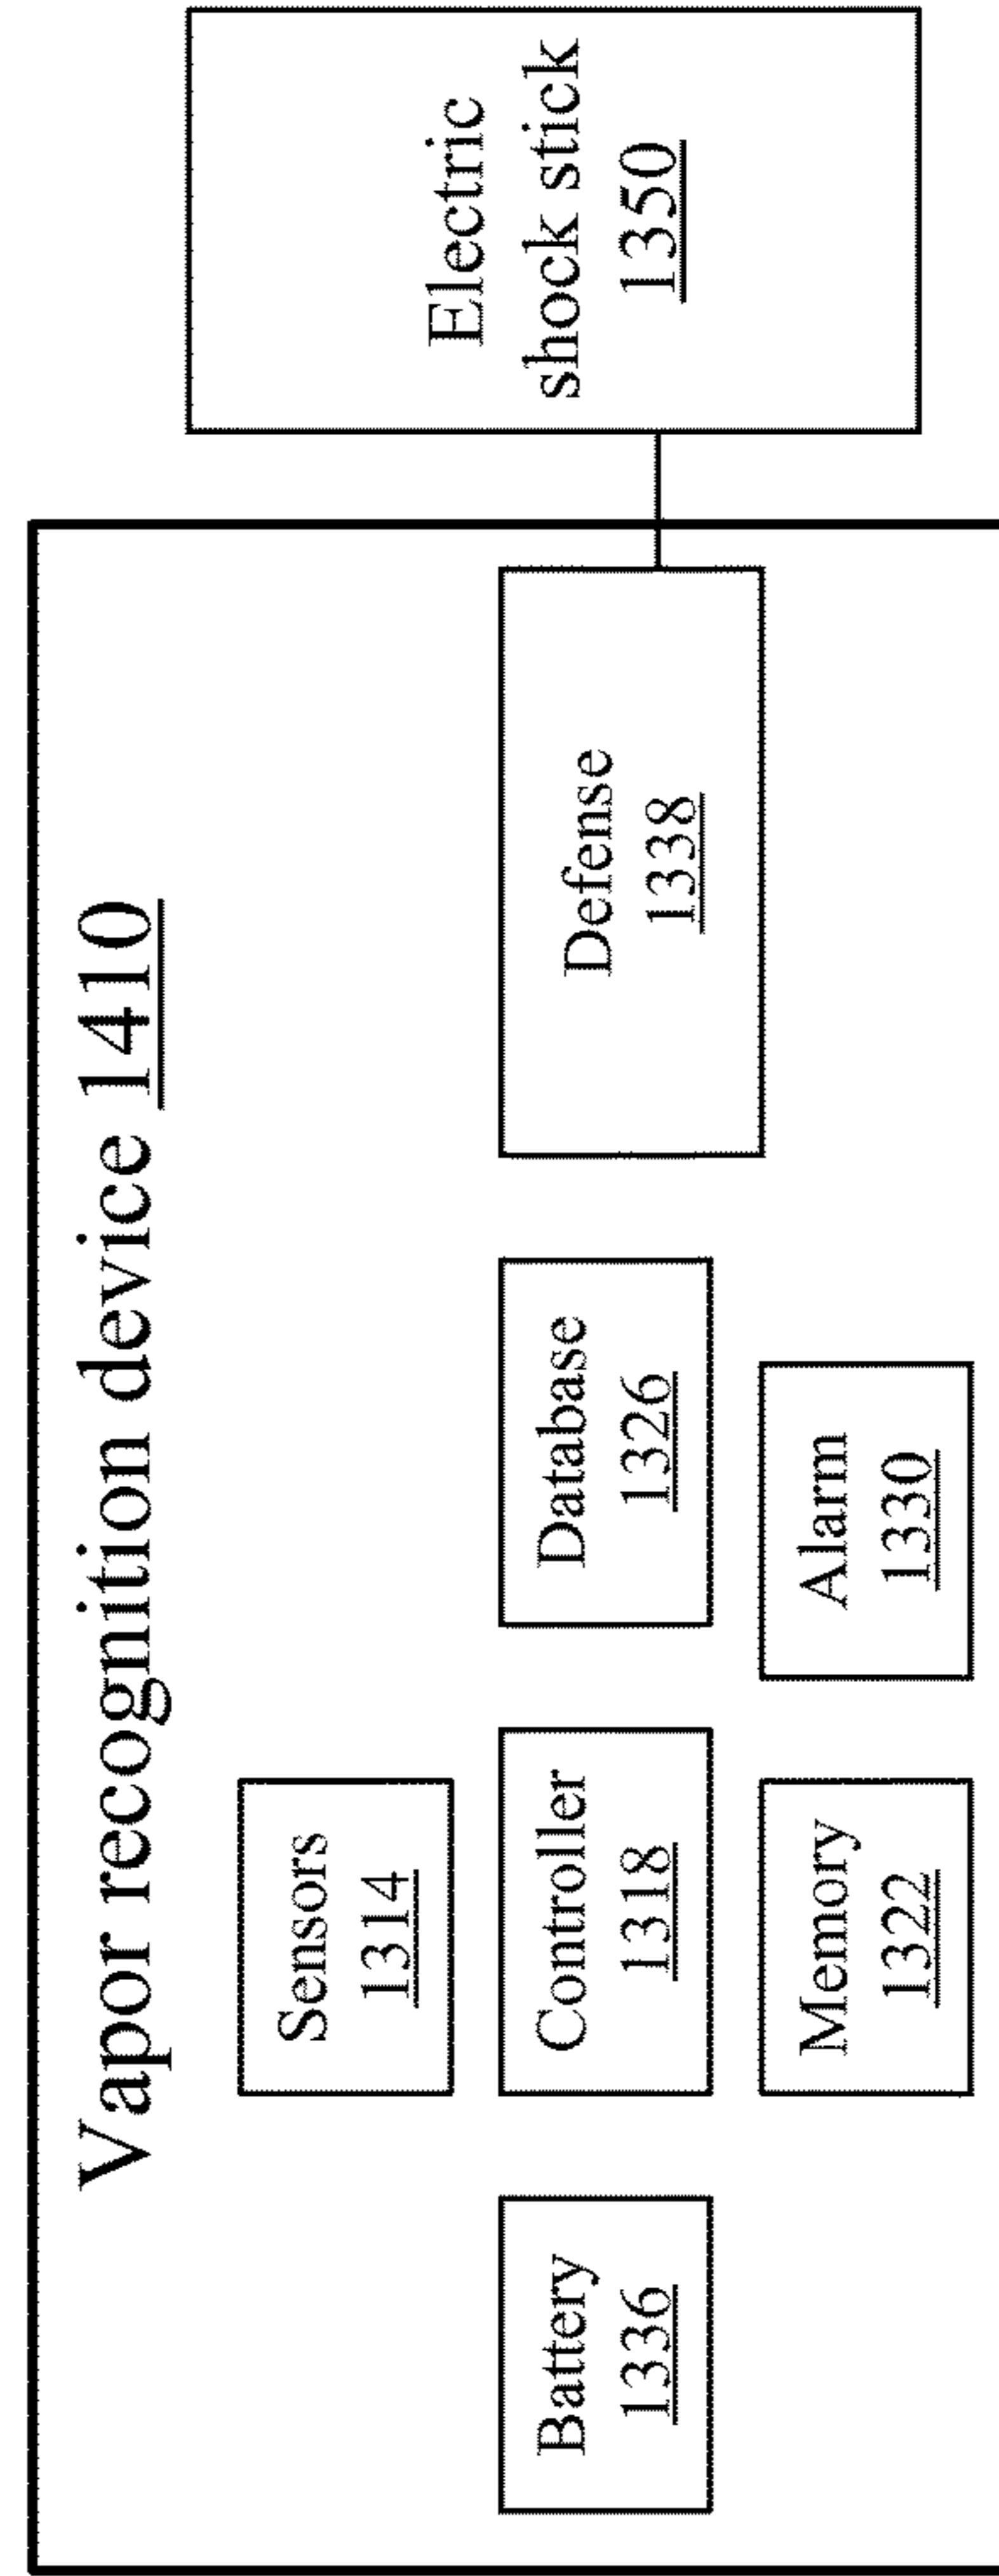 Vapor recognition device 1410
Sensors
1314
Battery
1336
Controller
1318
Database
1326
Defense
1338
Memory
1322
Alarm
1330
Electric
shock stick
1350